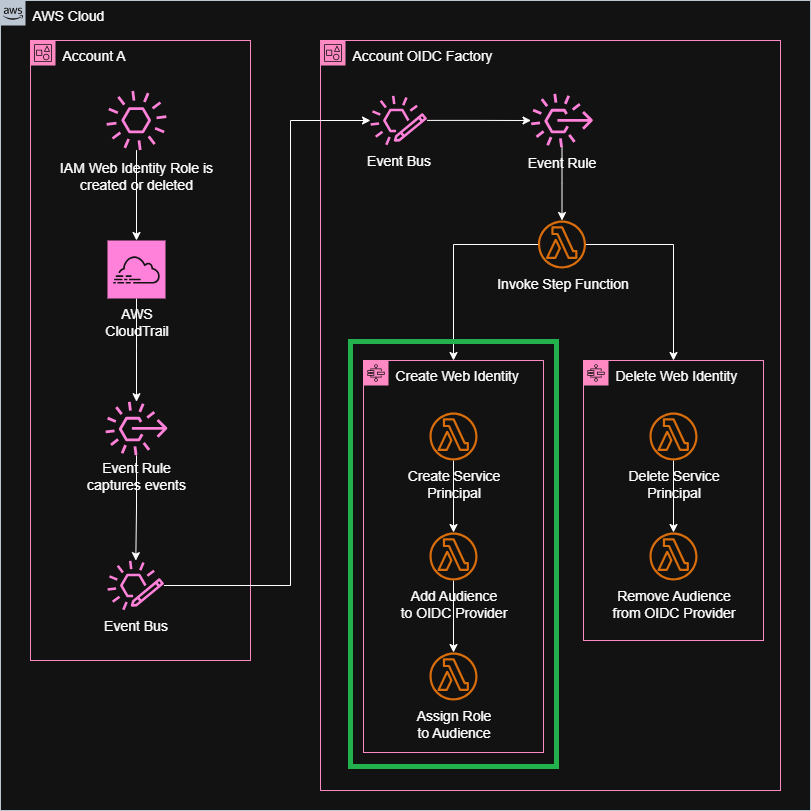 aws
AWS Cloud
Account A
IAM Web Identity Role is
created or deleted
AWS
CloudTrail
Event Rule
captures events
Event Bus
Account OIDC Factory
Event Bus
Event Rule
Invoke Step Function
Create Web Identity
Create Service
Principal
Add Audience
to OIDC Provider
Assign Role
to Audience
Delete Web Identity
Delete Service
Principal
Remove Audience
from OIDC Provider